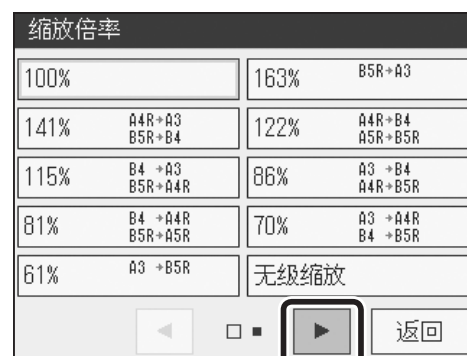 缩放倍率
100%
163% B5R→A3
141% A4R→A3
B5R→B4
122% A4R→B4
A5R→B5R
115% B4 →A3
B5R→A4R
86% A3 →B4
A4R→B5R
81% B4 →A4R
B5R→A5R
70% A3 →A4R
B4 →B5R
61% A3 →B5R
无级缩放
返回